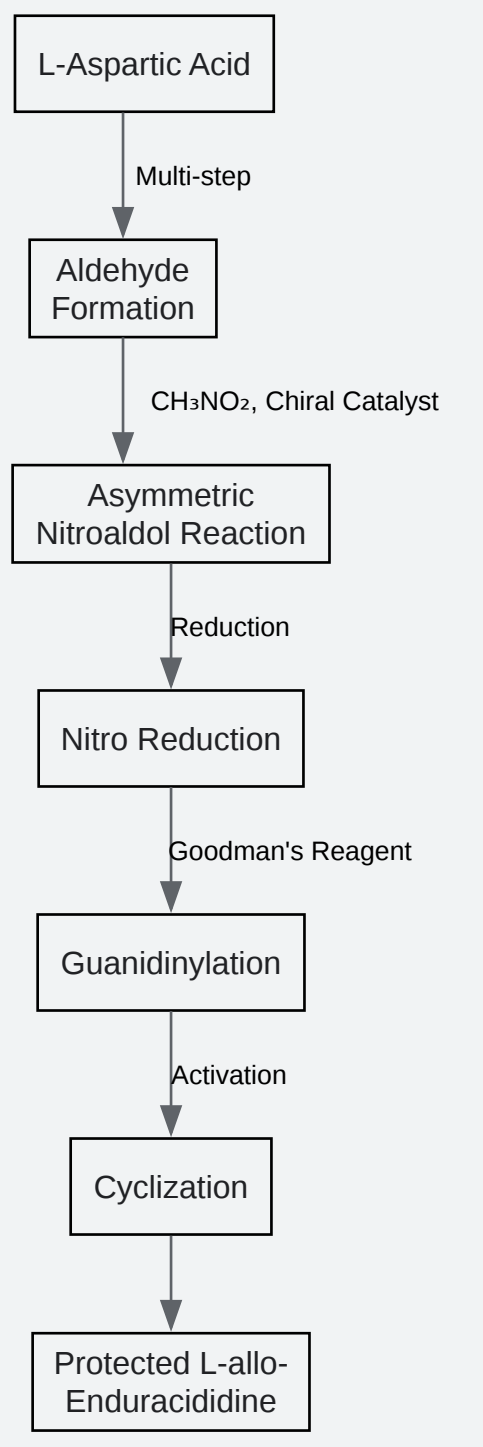 L-Aspartic Acid
Multi-step
Aldehyde
Formation
CH₃NO₂, Chiral Catalyst
Asymmetric
Nitroaldol Reaction
Reduction
Nitro Reduction
Goodman's Reagent
Guanidinylation
Activation
Cyclization
Protected L-allo-
Enduracididine